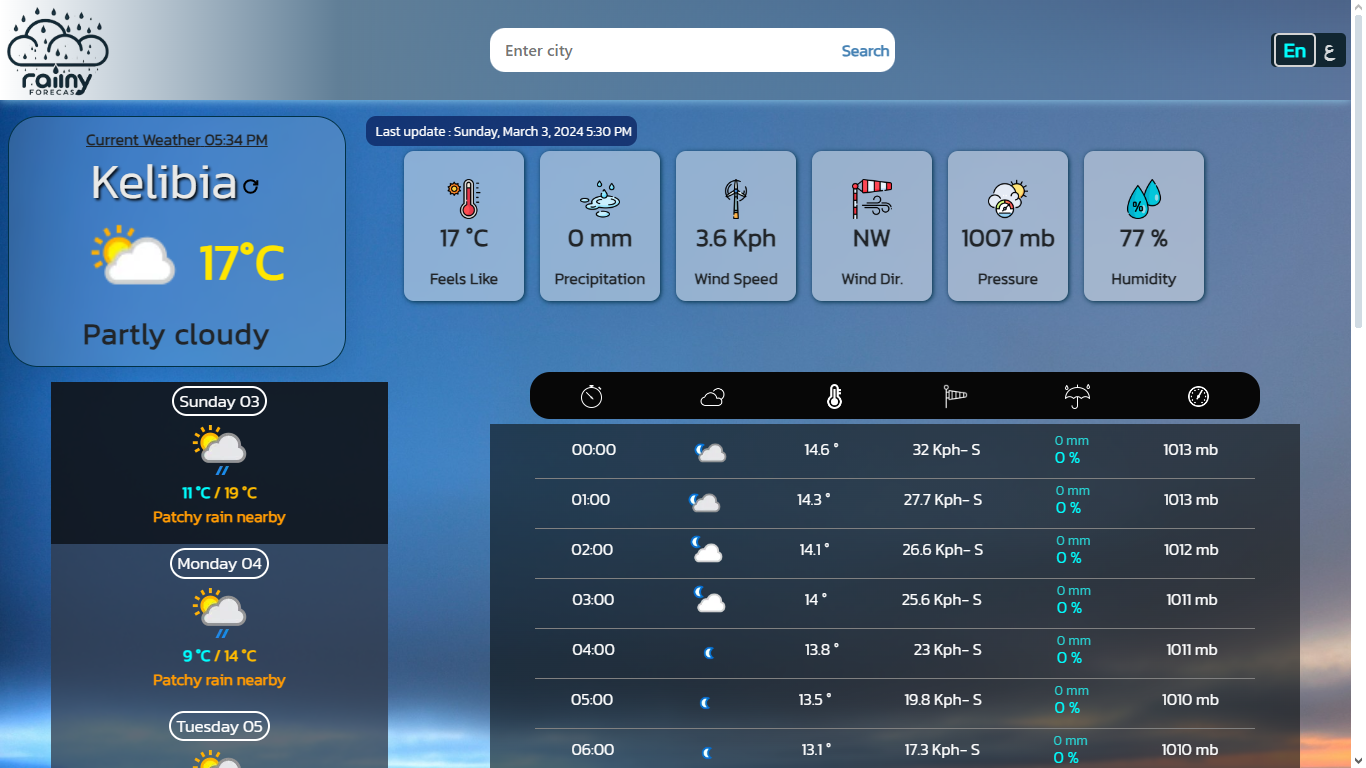 raiiny
FORECAS
Enter city
Search
En
ع
Current Weather 05:34 PM
Kelibia
17°C
Partly cloudy
Last update : Sunday, March 3, 2024 5:30 PM
17 °C
Feels Like
0 mm
Precipitation
3.6 Kph
Wind Speed
NW
Wind Dir.
1007 mb
Pressure
%
77 %
Humidity
Sunday 03
11 °C / 19 °C
Patchy rain nearby
Monday 04
9 °C / 14 °C
Patchy rain nearby
Tuesday 05
00:00 14.6 ° 32 Kph- S 0 mm 0 % 1013 mb
01:00 14.3 ° 27.7 Kph- S 0 mm 0 % 1013 mb
02:00 14.1 ° 26.6 Kph- S 0 mm 0 % 1012 mb
03:00 14 ° 25.6 Kph- S 0 mm 0 % 1011 mb
04:00 13.8 ° 23 Kph- S 0 mm 0 % 1011 mb
05:00 13.5 ° 19.8 Kph- S 0 mm 0 % 1010 mb
06:00 13.1 ° 17.3 Kph- S 0 mm 0 % 1010 mb